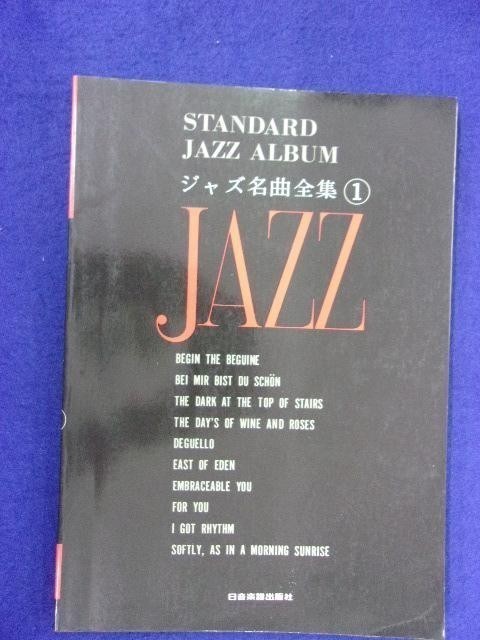 STANDARD
JAZZ ALBUM
ジャズ名曲全集①
JAZZ
BEGIN THE BEGUINE
BEI MIR BIST DU SCHÖN
THE DARK AT THE TOP OF STAIRS
THE DAY'S OF WINE AND ROSES
DEGUELLO
EAST OF EDEN
EMBRACEABLE YOU
FOR YOU
I GOT RHYTHM
SOFTLY, AS IN A MORNING SUNRISE
日音楽譜出版社